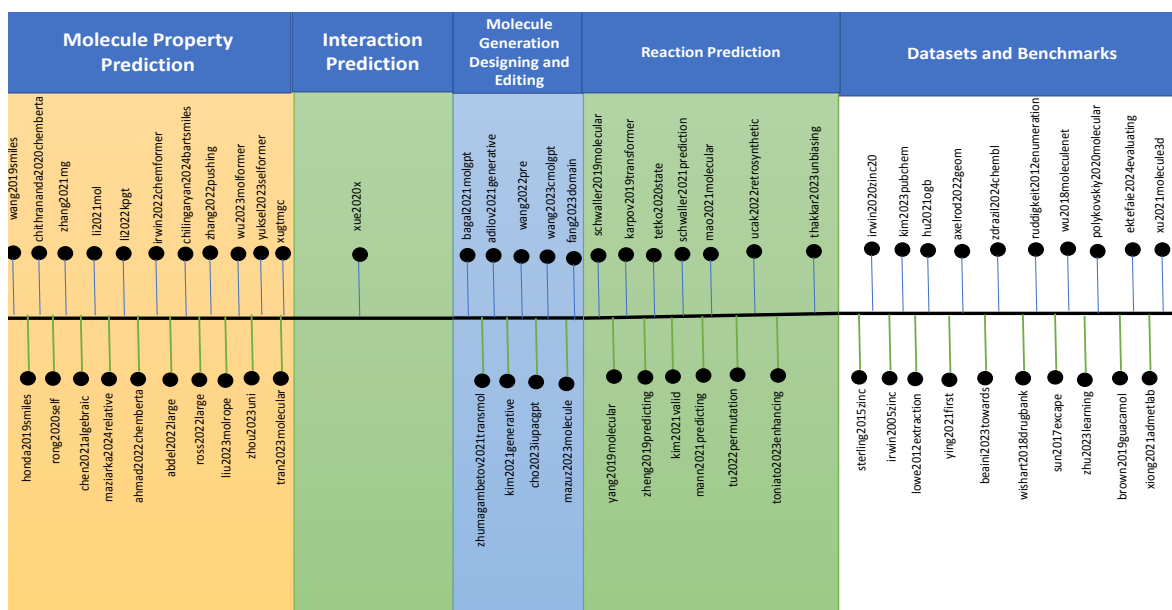 Molecule Property
Prediction
Interaction
Prediction
Molecule
Generation
Designing and
Editing
Reaction Prediction
Datasets and Benchmarks
wang2019smiles
chithrananda2020chemberta
zhang2021mg
li2021mol
li2022kpgt
irwin2022chemformer
chilingaryan2024bartsmiles
zhang2022pushing
wu2023molformer
yuksel2023selformer
xugtmgc
xue2020x
bagal2021molgpt
adilov2021generative
wang2022pre
wang2023cmolgpt
fang2023domain
schwaller2019molecular
karpov2019transformer
tetko2020state
schwaller2021prediction
mao2021molecular
ucak2022retrosynthetic
thakkar2023unbiasing
irwin2020zinc20
kim2023pubchem
hu2021ogb
axelrod2022geom
zdrazil2024chembl
ruddigkeit2012enumeration
wu2018moleculenet
polykovskiy2020molecular
ektefaie2024evaluating
xu2021molecule3d
honda2019smiles
rong2020self
chen2021algebraic
maziarka2024relative
ahmad2022chemberta
abdel2022large
ross2022large
liu2023molrope
zhou2023uni
tran2023molecular
zhumagambetov2021transmol
kim2021generative
cho2023iupacgpt
mazuz2023molecule
yang2019molecular
zheng2019predicting
kim2021valid
mann2021predicting
tu2022permutation
toniato2023enhancing
sterling2015zinc
irwin2005zinc
lowe2012extraction
ying2021first
beaini2023towards
wishart2018drugbank
sun2017excape
zhu2023learning
brown2019guacamol
xiong2021admetlab